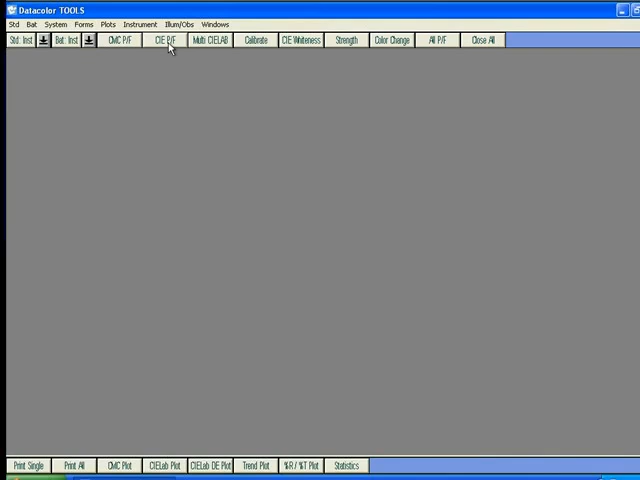 Datacolor TOOLS
Std Bat System Forms Plots Instrument Illum/Obs Windows
Std: Inst Bat: Inst CMC P/F CIE P/F Multi CIELAB Calibrate CIE Whiteness Strength Color Change All P/F Close All
Print Single Print All CMC Plot CIELab Plot CIELab DE Plot Trend Plot %R / %T Plot Statistics